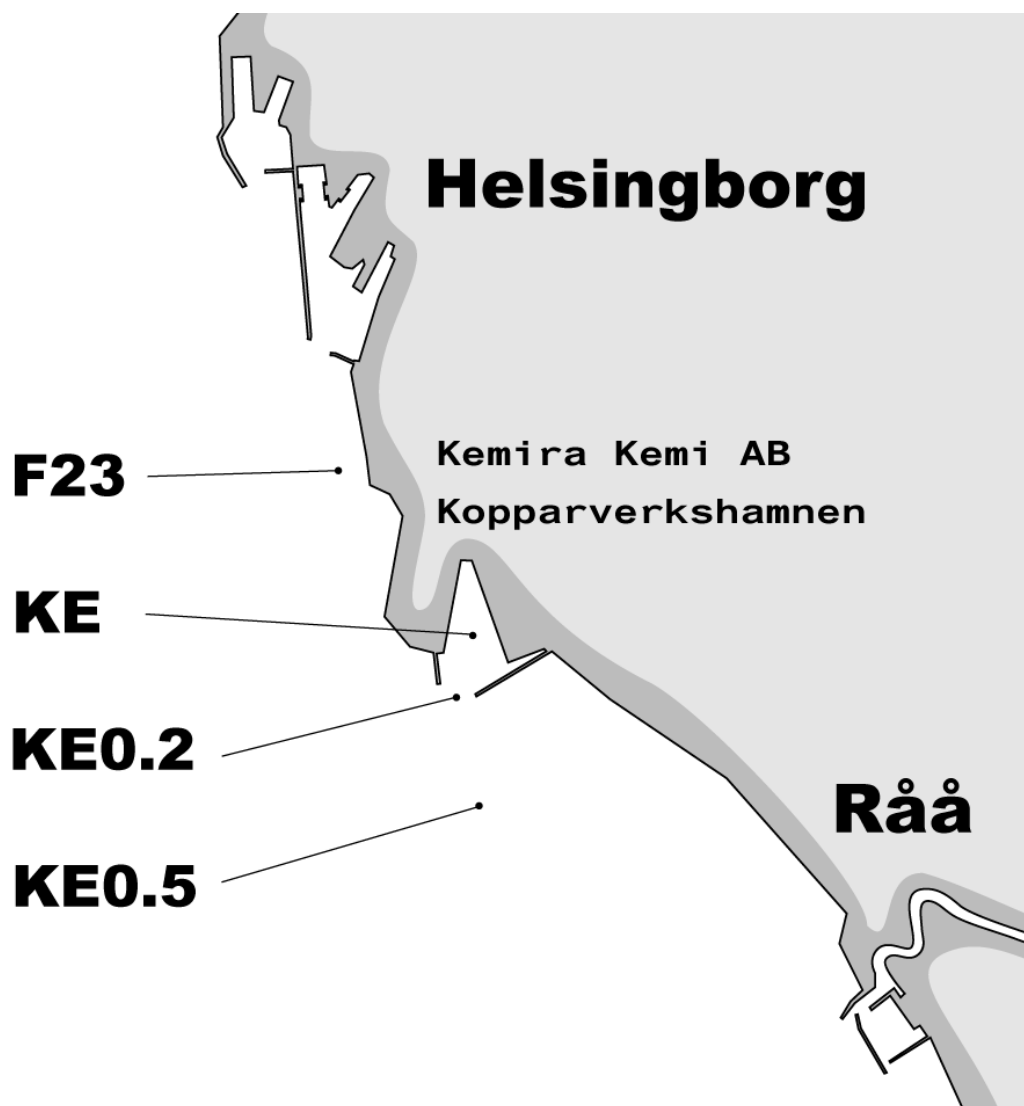 Helsingborg
Kemira Kemi AB
Kopparverkshamnen
F23
KE
KE0.2
KE0.5
Råå